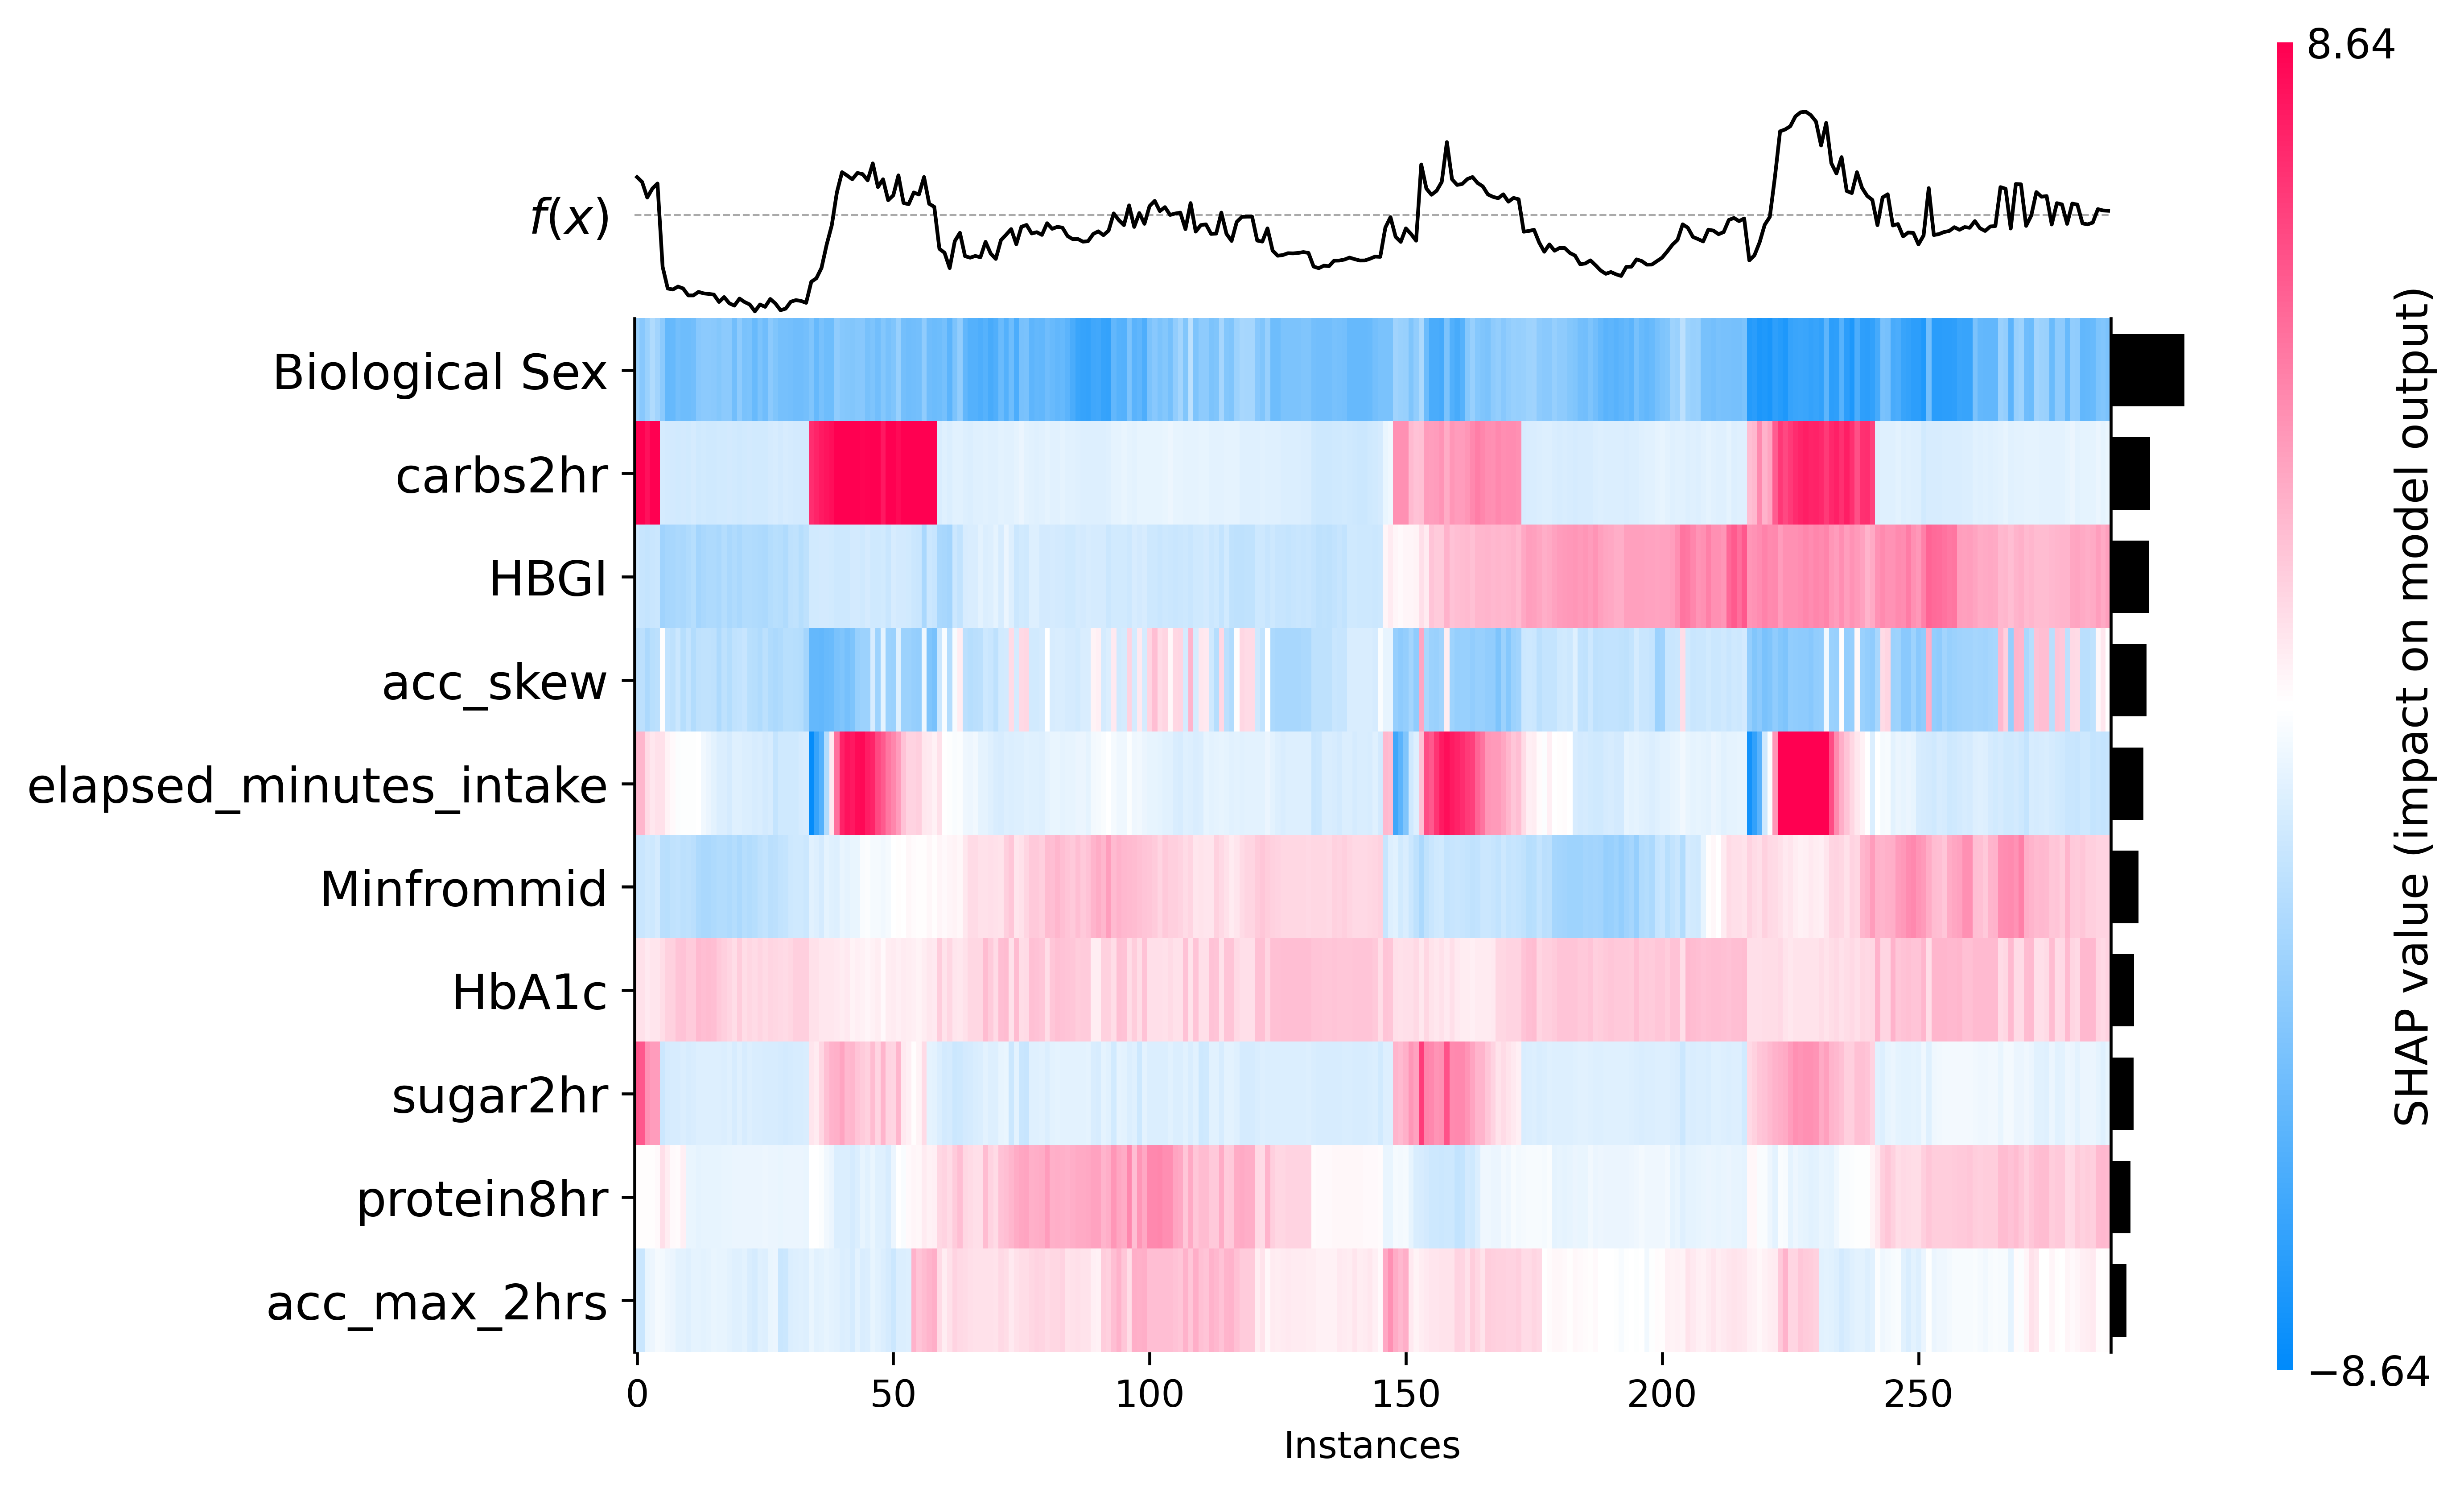 8.64
f(x)
Biological Sex
carbs2hr
HBGI
acc_skew
elapsed_minutes_intake
Minfrommid
HbA1c
sugar2hr
protein8hr
acc_max_2hrs
0 50 100 150 200 250
Instances
SHAP value (impact on model output)
−8.64